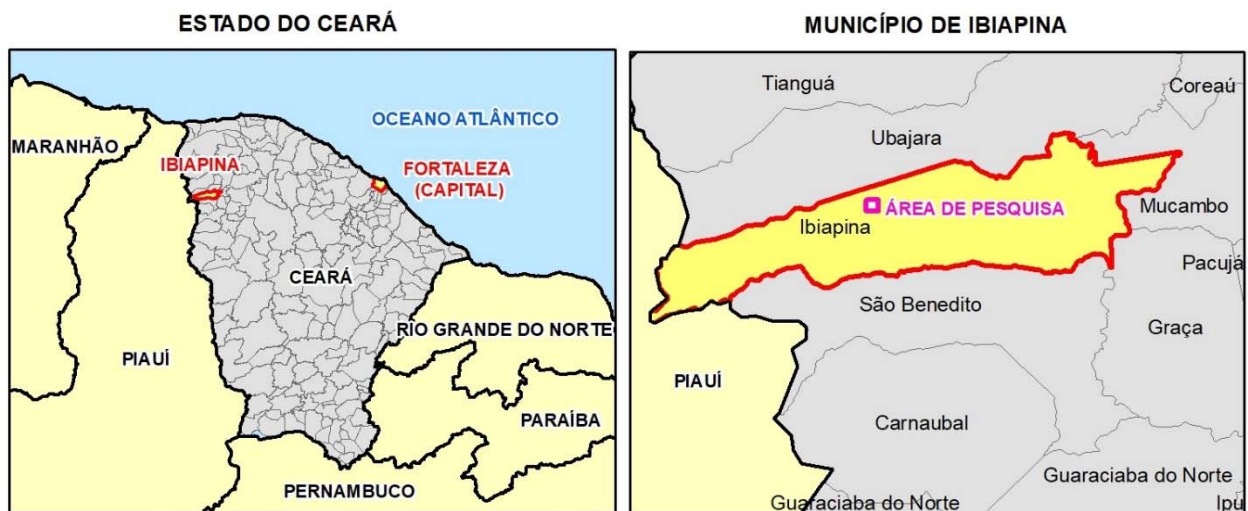 ESTADO DO CEARÁ
MARANHÃO
IBIAPINA
OCEANO ATLÂNTICO
FORTALEZA
(CAPITAL)
CEARÁ
PIAUÍ
RIO GRANDE DO NORTE
PARAÍBA
PERNAMBUCO
MUNICÍPIO DE IBIAPINA
Tianguá
Coreaú
Ubajara
ÁREA DE PESQUISA
Ibiapina
Mucambo
Pacujá
São Benedito
Graça
PIAUÍ
Carnaubal
Guaraciaba do Norte
Guaraciaba do Norte
Ipu